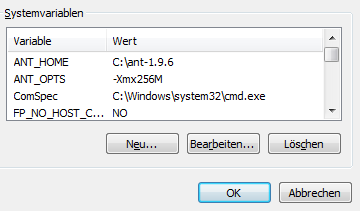 Systemvariablen
Variable Wert
ANT_HOME C:\ant-1.9.6
ANT_OPTS -Xmx256M
ComSpec C:\Windows\system32\cmd.exe
FP_NO_HOST_C... NO
Neu... Bearbeiten... Löschen
OK Abbrechen